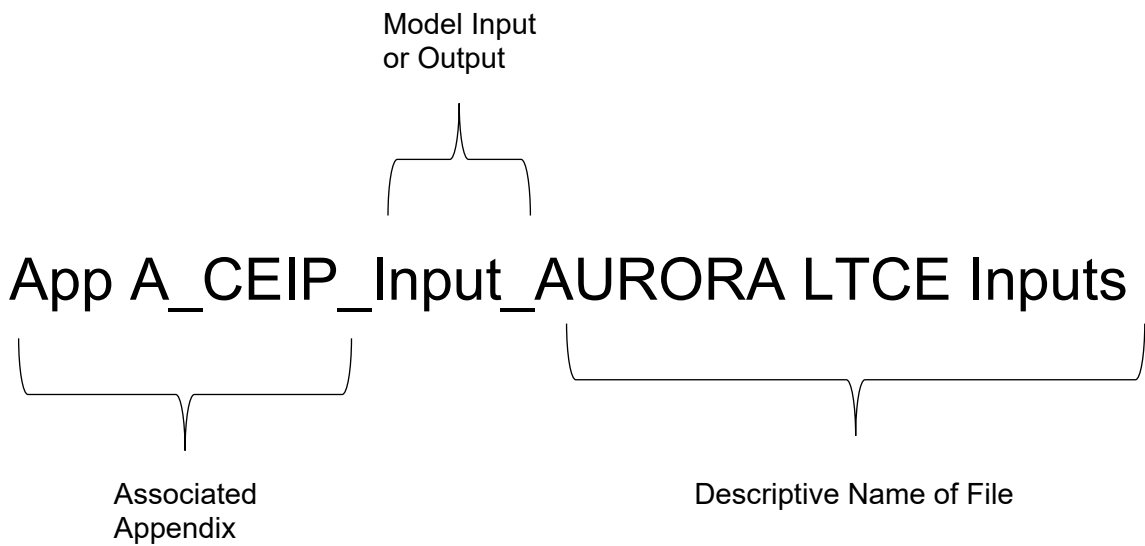 Model Input
or Output
App A_CEIP_Input_AURORA LTCE Inputs
Associated
Appendix
Descriptive Name of File